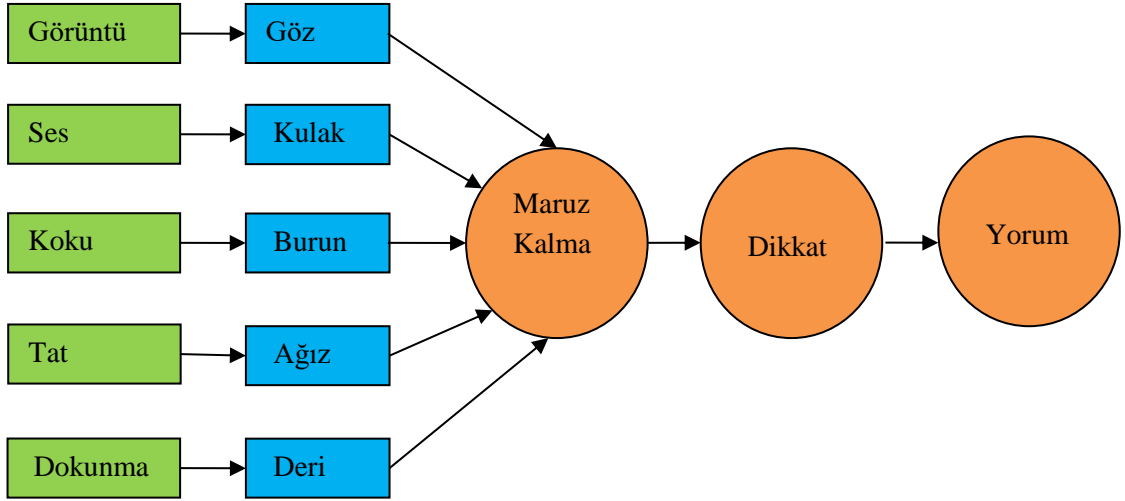 Görüntü
Göz
Ses
Kulak
Koku
Burun
Tat
Ağız
Dokunma
Deri
Maruz
Kalma
Dikkat
Yorum